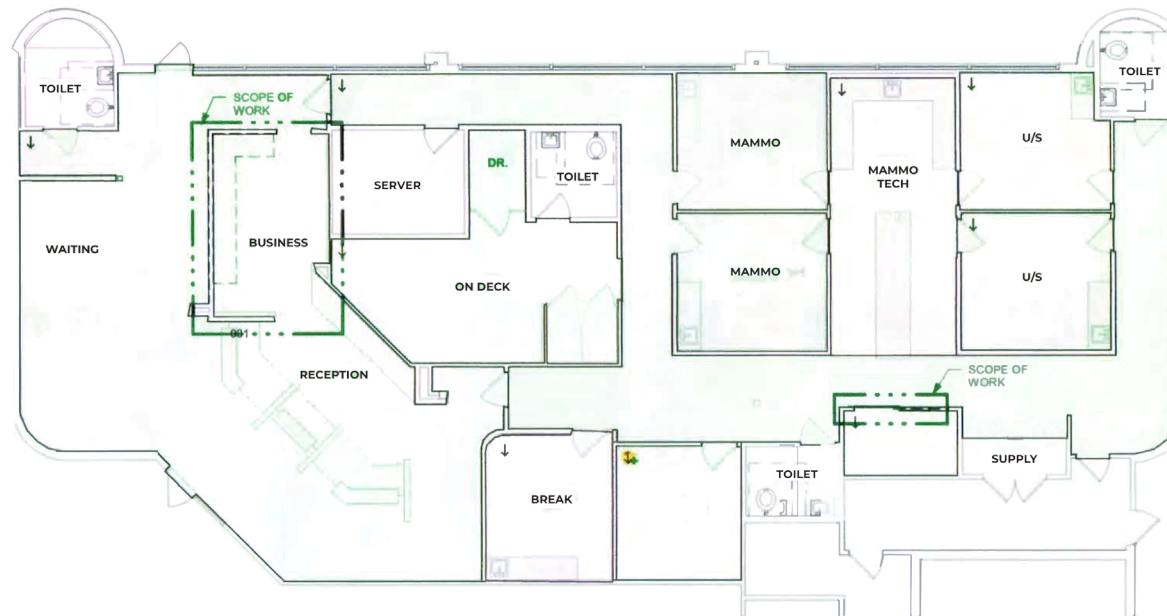 TOILET
TOILET
SCOPE OF
WORK
MAMMO
MAMMO
TECH
U/S
DR.
TOILET
SERVER
WAITING
BUSINESS
MAMMO
U/S
ON DECK
001
RECEPTION
SCOPE OF
WORK
SUPPLY
TOILET
BREAK